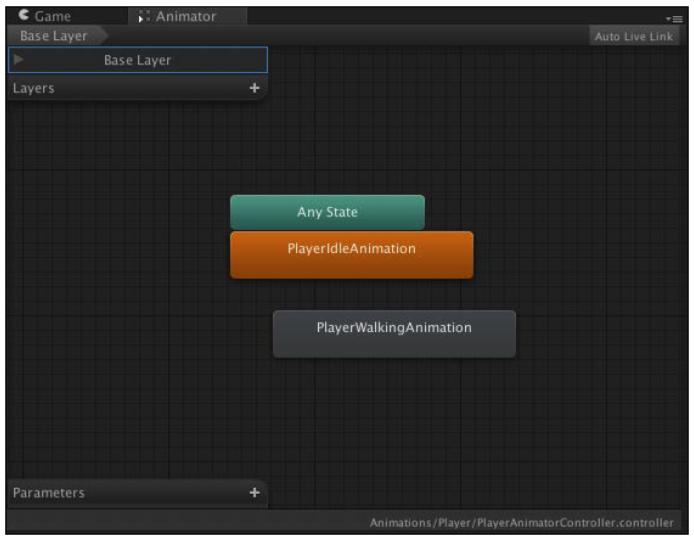 Game
Animator
Base Layer
Auto Live Link
Base Layer
Layers
Any State
PlayerIdleAnimation
PlayerWalkingAnimation
Parameters
Animations/Player/PlayerAnimatorController.controller